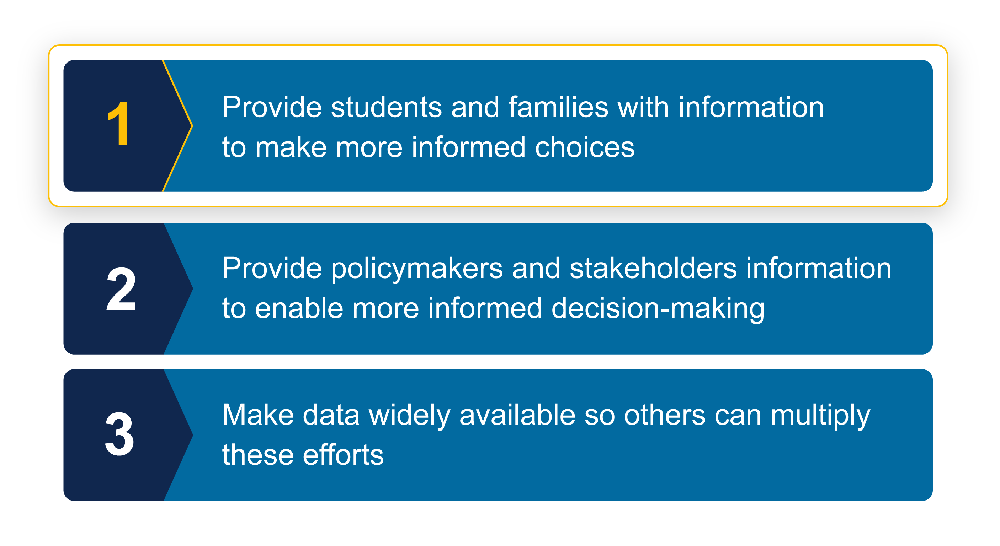 1
Provide students and families with information
to make more informed choices
2
Provide policymakers and stakeholders information
to enable more informed decision-making
3
Make data widely available so others can multiply
these efforts